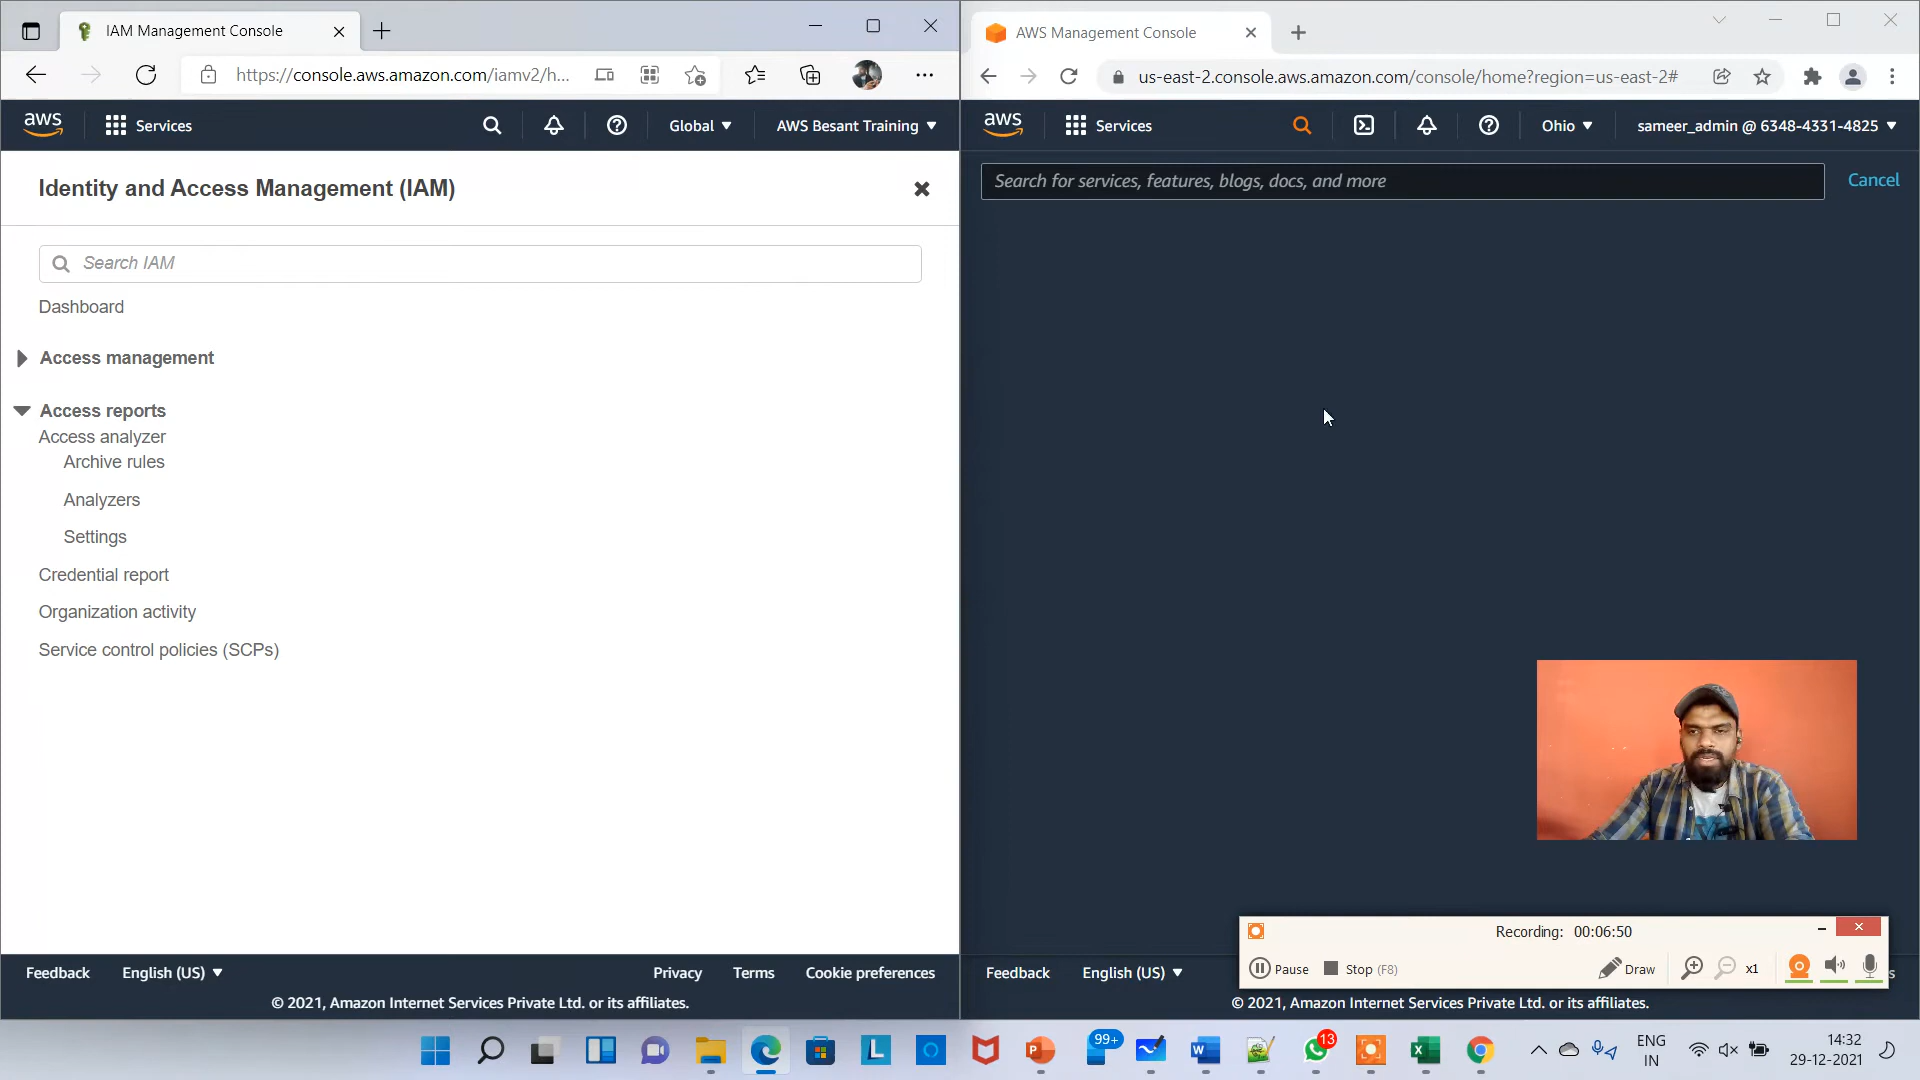 IAM Management Console
https://console.aws.amazon.com/iamv2/h...
aws
Services
Global
AWS Besant Training
Identity and Access Management (IAM)
Search IAM
Dashboard
Access management
Access reports
Access analyzer
Archive rules
Analyzers
Settings
Credential report
Organization activity
Service control policies (SCPs)
Feedback
English (US)
Privacy
Terms
Cookie preferences
© 2021, Amazon Internet Services Private Ltd. or its affiliates.
AWS Management Console
us-east-2.console.aws.amazon.com/console/home?region=us-east-2#
aws
Services
Ohio
sameer_admin @ 6348-4331-4825
Search for services, features, blogs, docs, and more
Cancel
Recording: 00:06:50
Pause
Stop (F8)
Draw
x1
Feedback
English (US)
s
© 2021, Amazon Internet Services Private Ltd. or its affiliates.
L
P
99+
W
13
X
ENG
IN
14:32
29-12-2021